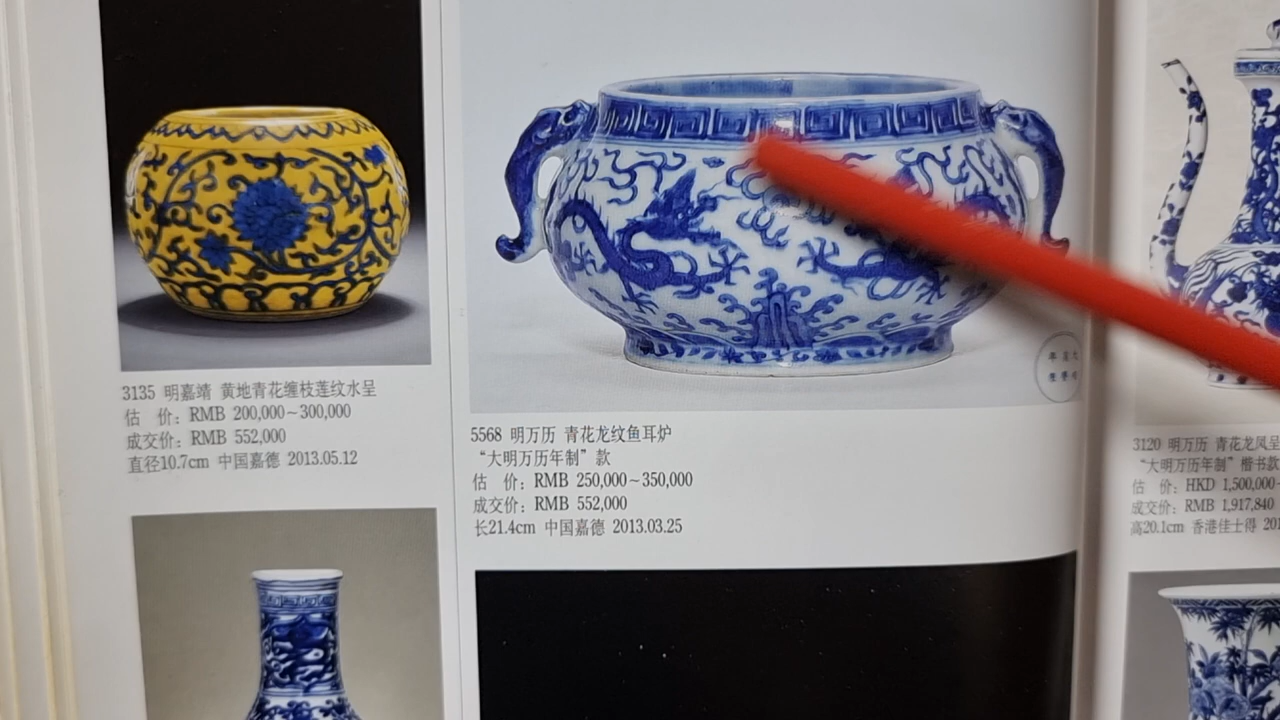 3135 明嘉靖 黄地青花缠枝莲纹水呈
估 价：RMB 200,000~300,000
成交价：RMB 552,000
直径10.7cm 中国嘉德 2013.05.12
5568 明万历 青花龙纹鱼耳炉
“大明万历年制”款
估 价：RMB 250,000~350,000
成交价：RMB 552,000
长21.4cm 中国嘉德 2013.03.25
3120 明万历 青花龙凤呈
“大明万历年制”楷书款
估 价：HKD 1,500,000~
成交价：RMB 1,917,840
高20.1cm 香港佳士得 201